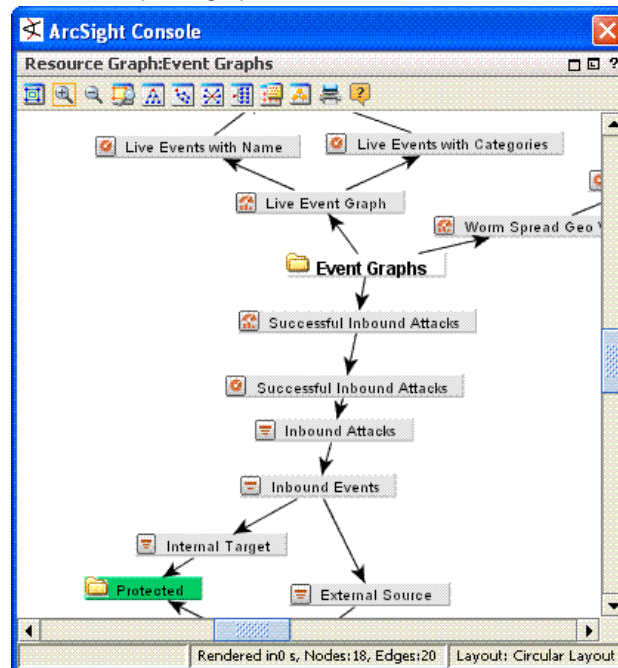 ArcSight Console
Resource Graph:Event Graphs
Live Events with Name
Live Events with Categories
Live Event Graph
Worm Spread Geo
Event Graphs
Successful Inbound Attacks
Successful Inbound Attacks
Inbound Attacks
Inbound Events
Internal Target
Protected
External Source
Rendered in0 s, Nodes:18, Edges:20
Layout: Circular Layout